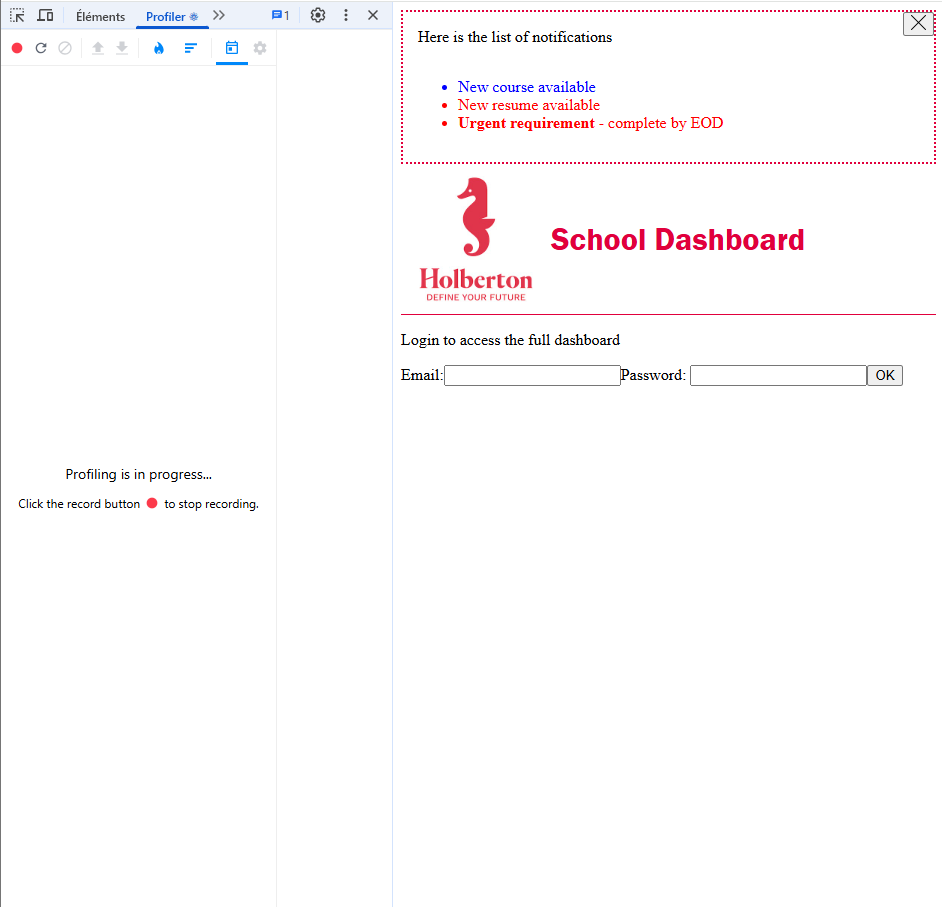 Éléments Profiler 1
Profiling is in progress...
Click the record button to stop recording.
Here is the list of notifications
New course available
New resume available
Urgent requirement - complete by EOD
Holberton
DEFINE YOUR FUTURE
School Dashboard
Login to access the full dashboard
Email: Password: OK